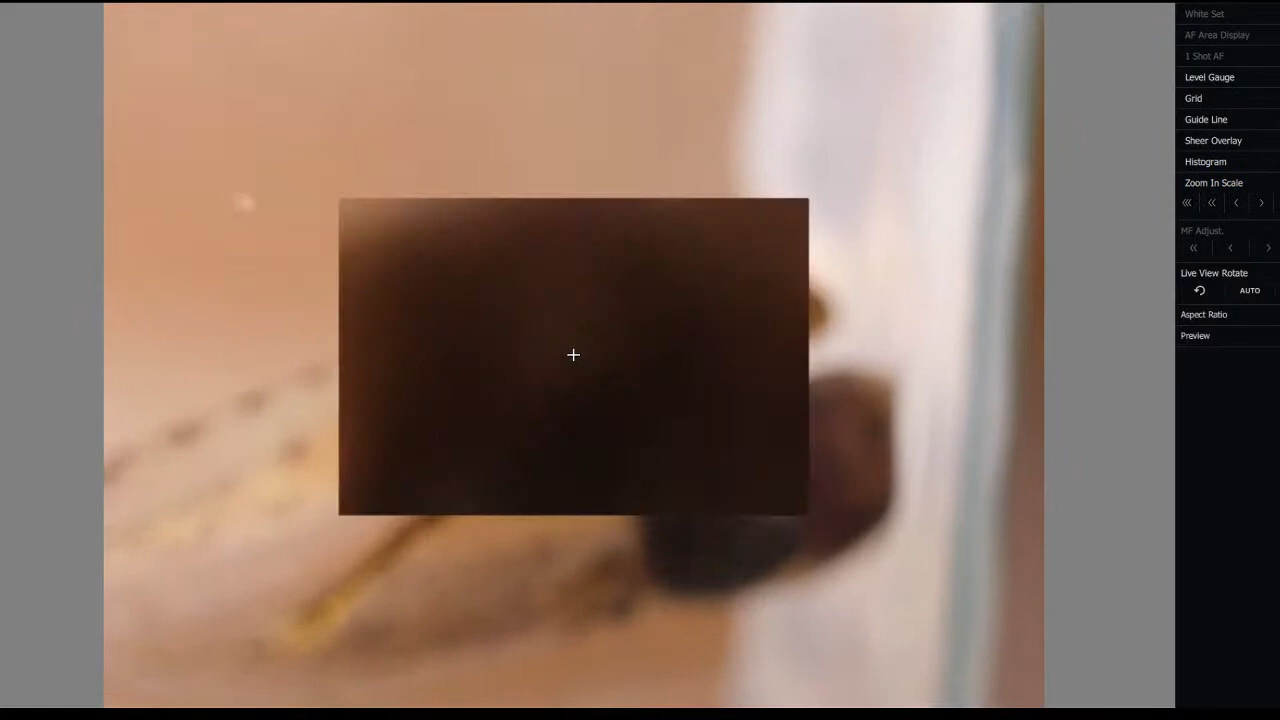 White Set
AF Area Display
1 Shot AF
Level Gauge
Grid
Guide Line
Sheer Overlay
Histogram
Zoom In Scale
MF Adjust.
Live View Rotate
AUTO
Aspect Ratio
Preview